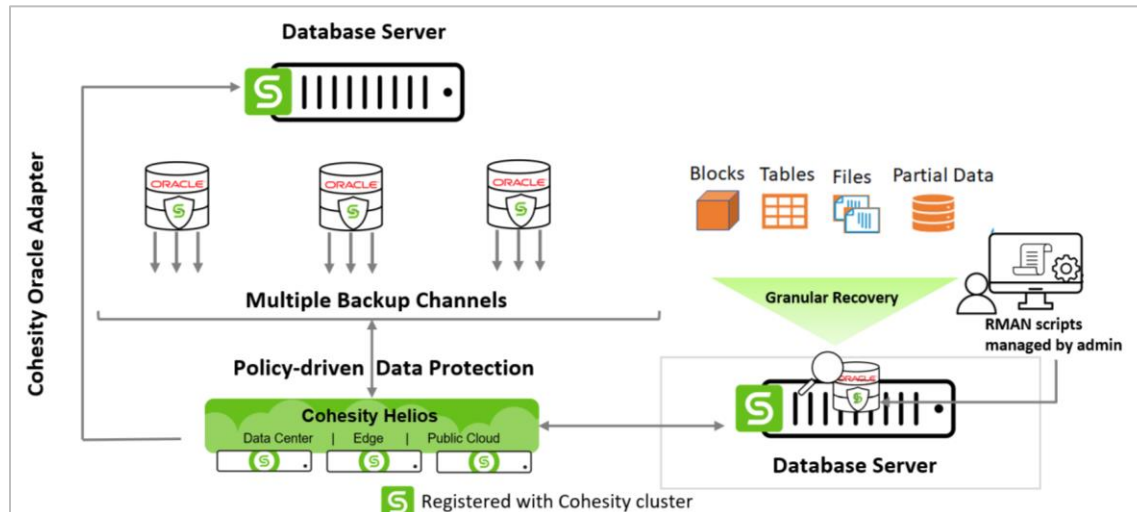 Database Server
Cohesity Oracle Adapter
ORACLE
ORACLE
ORACLE
Multiple Backup Channels
Policy-driven Data Protection
Cohesity Helios
Data Center | Edge | Public Cloud
Blocks Tables Files Partial Data
Granular Recovery
RMAN scripts
managed by admin
ORACLE
Database Server
Registered with Cohesity cluster